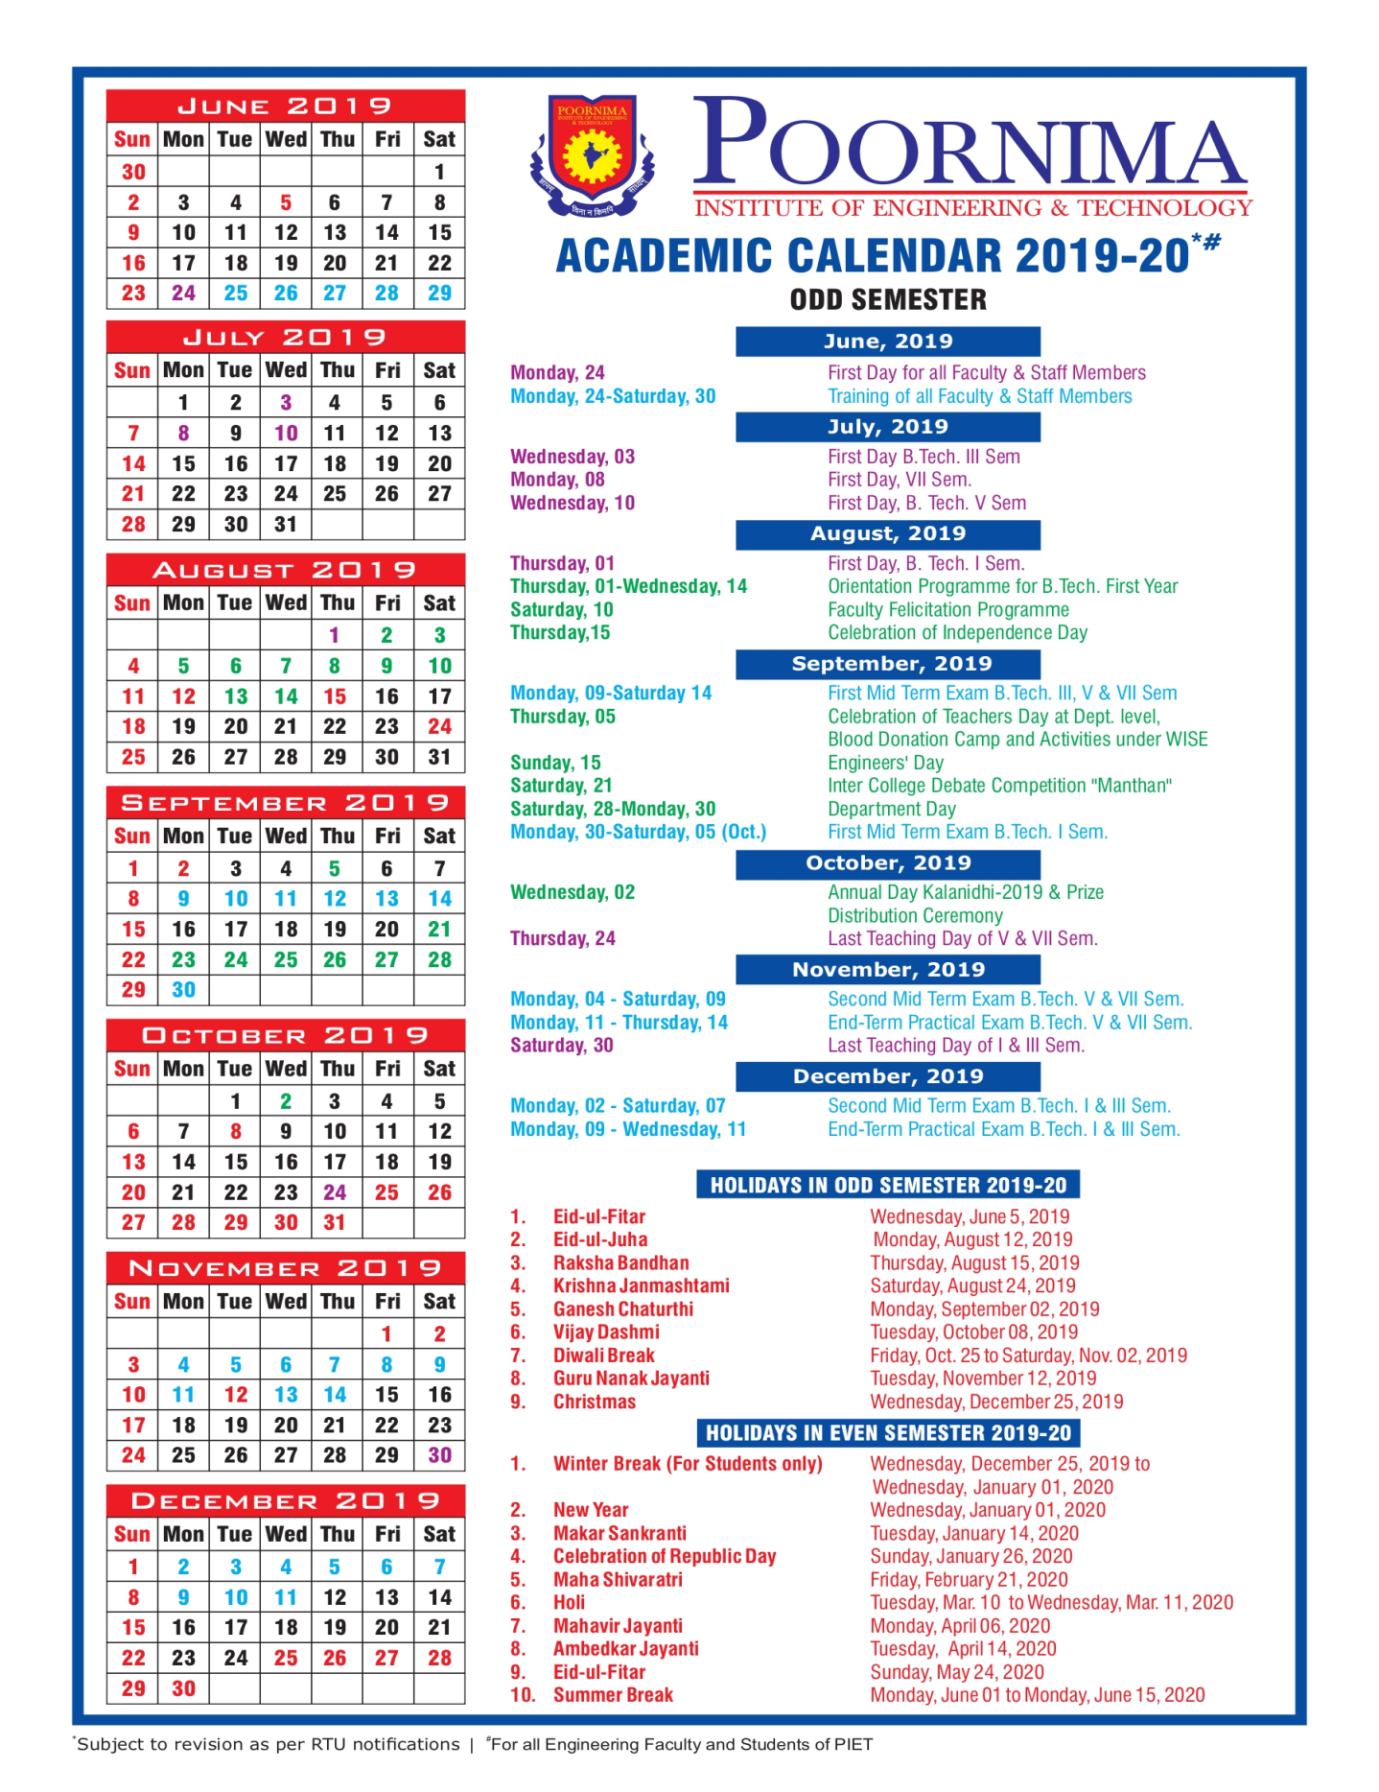 JUNE 2019
Sun Mon Tue Wed Thu Fri Sat
30 1
2 3 4 5 6 7 8
9 10 11 12 13 14 15
16 17 18 19 20 21 22
23 24 25 26 27 28 29
JULY 2019
Sun Mon Tue Wed Thu Fri Sat
1 2 3 4 5 6
7 8 9 10 11 12 13
14 15 16 17 18 19 20
21 22 23 24 25 26 27
28 29 30 31
AUGUST 2019
Sun Mon Tue Wed Thu Fri Sat
1 2 3
4 5 6 7 8 9 10
11 12 13 14 15 16 17
18 19 20 21 22 23 24
25 26 27 28 29 30 31
SEPTEMBER 2019
Sun Mon Tue Wed Thu Fri Sat
1 2 3 4 5 6 7
8 9 10 11 12 13 14
15 16 17 18 19 20 21
22 23 24 25 26 27 28
29 30
OCTOBER 2019
Sun Mon Tue Wed Thu Fri Sat
1 2 3 4 5
6 7 8 9 10 11 12
13 14 15 16 17 18 19
20 21 22 23 24 25 26
27 28 29 30 31
NOVEMBER 2019
Sun Mon Tue Wed Thu Fri Sat
1 2
3 4 5 6 7 8 9
10 11 12 13 14 15 16
17 18 19 20 21 22 23
24 25 26 27 28 29 30
DECEMBER 2019
Sun Mon Tue Wed Thu Fri Sat
1 2 3 4 5 6 7
8 9 10 11 12 13 14
15 16 17 18 19 20 21
22 23 24 25 26 27 28
29 30
POORNIMA
INSTITUTE OF ENGINEERING
& TECHNOLOGY
POORNIMA
INSTITUTE OF ENGINEERING & TECHNOLOGY
ACADEMIC CALENDAR 2019-20*#
ODD SEMESTER
June, 2019
Monday, 24 First Day for all Faculty & Staff Members
Monday, 24-Saturday, 30 Training of all Faculty & Staff Members
July, 2019
Wednesday, 03 First Day B.Tech. III Sem
Monday, 08 First Day, VII Sem.
Wednesday, 10 First Day, B. Tech. V Sem
August, 2019
Thursday, 01 First Day, B. Tech. I Sem.
Thursday, 01-Wednesday, 14 Orientation Programme for B.Tech. First Year
Saturday, 10 Faculty Felicitation Programme
Thursday,15 Celebration of Independence Day
September, 2019
Monday, 09-Saturday 14 First Mid Term Exam B.Tech. III, V & VII Sem
Thursday, 05 Celebration of Teachers Day at Dept. level,
Blood Donation Camp and Activities under WISE
Sunday, 15 Engineers' Day
Saturday, 21 Inter College Debate Competition "Manthan"
Saturday, 28-Monday, 30 Department Day
Monday, 30-Saturday, 05 (Oct.) First Mid Term Exam B.Tech. I Sem.
October, 2019
Wednesday, 02 Annual Day Kalanidhi-2019 & Prize
Distribution Ceremony
Thursday, 24 Last Teaching Day of V & VII Sem.
November, 2019
Monday, 04 - Saturday, 09 Second Mid Term Exam B.Tech. V & VII Sem.
Monday, 11 - Thursday, 14 End-Term Practical Exam B.Tech. V & VII Sem.
Saturday, 30 Last Teaching Day of I & III Sem.
December, 2019
Monday, 02 - Saturday, 07 Second Mid Term Exam B.Tech. I & III Sem.
Monday, 09 - Wednesday, 11 End-Term Practical Exam B.Tech. I & III Sem.
HOLIDAYS IN ODD SEMESTER 2019-20
1. Eid-ul-Fitar Wednesday, June 5, 2019
2. Eid-ul-Juha Monday, August 12, 2019
3. Raksha Bandhan Thursday, August 15, 2019
4. Krishna Janmashtami Saturday, August 24, 2019
5. Ganesh Chaturthi Monday, September 02, 2019
6. Vijay Dashmi Tuesday, October 08, 2019
7. Diwali Break Friday, Oct. 25 to Saturday, Nov. 02, 2019
8. Guru Nanak Jayanti Tuesday, November 12, 2019
9. Christmas Wednesday, December 25, 2019
HOLIDAYS IN EVEN SEMESTER 2019-20
1. Winter Break (For Students only) Wednesday, December 25, 2019 to
Wednesday, January 01, 2020
2. New Year Wednesday, January 01, 2020
3. Makar Sankranti Tuesday, January 14, 2020
4. Celebration of Republic Day Sunday, January 26, 2020
5. Maha Shivaratri Friday, February 21, 2020
6. Holi Tuesday, Mar. 10 to Wednesday, Mar. 11, 2020
7. Mahavir Jayanti Monday, April 06, 2020
8. Ambedkar Jayanti Tuesday, April 14, 2020
9. Eid-ul-Fitar Sunday, May 24, 2020
10. Summer Break Monday, June 01 to Monday, June 15, 2020
*Subject to revision as per RTU notifications | #For all Engineering Faculty and Students of PIET